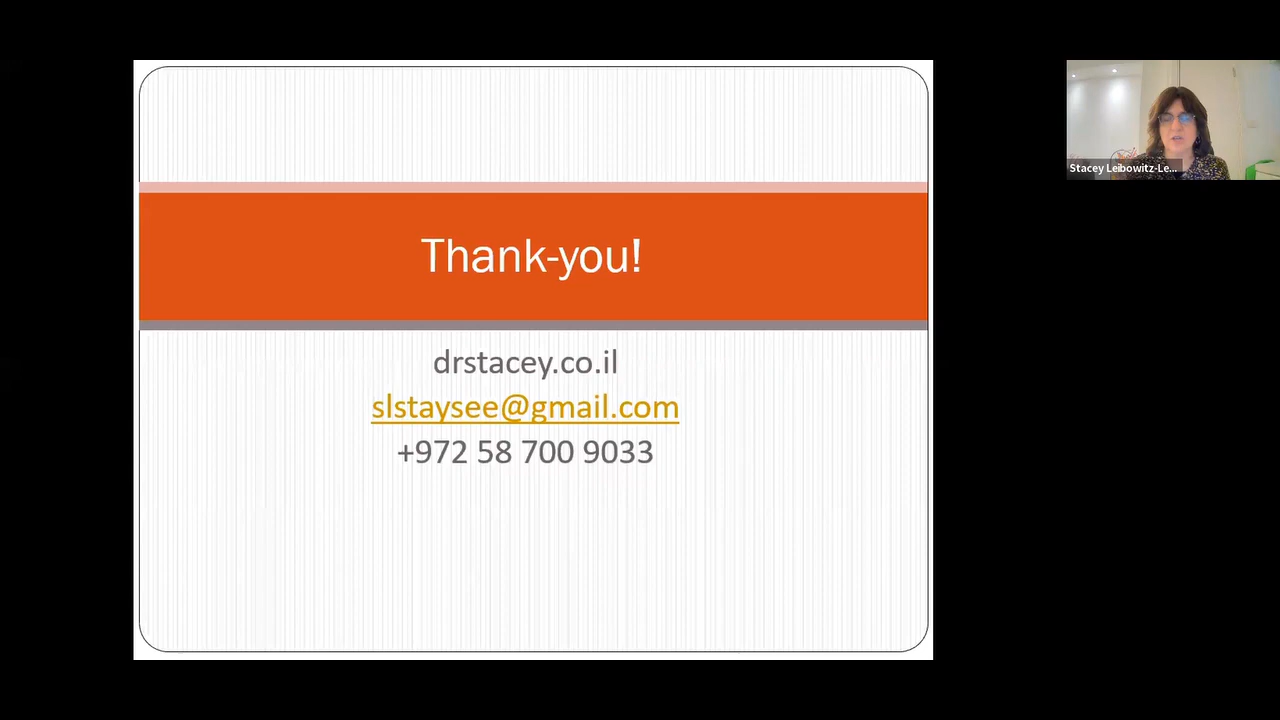 Thank-you!
drstacey.co.il
slstaysee@gmail.com
+972 58 700 9033
Stacey Leibowitz-Le...